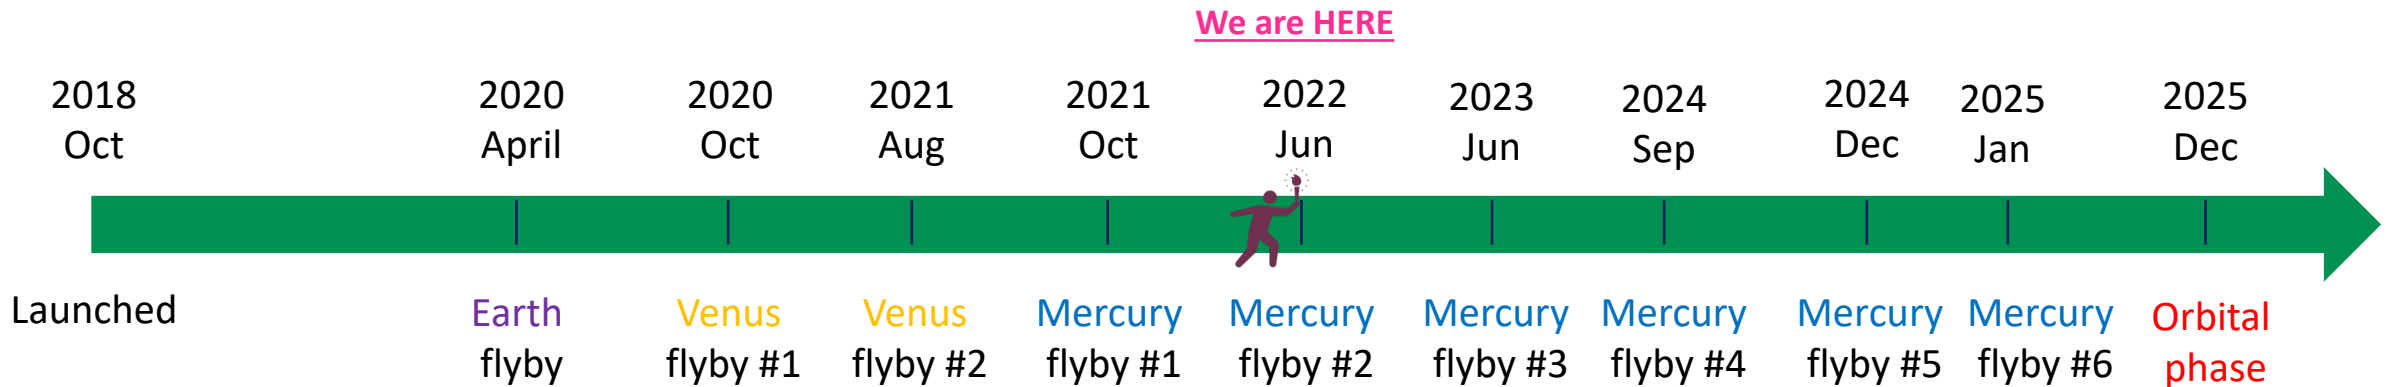 We are HERE
2018 2020 2020 2021 2021 2022 2023 2024 2024 2025 2025
Oct April Oct Aug Oct Jun Jun Sep Dec Jan Dec
Launched Earth Venus Venus Mercury Mercury Mercury Mercury Mercury Mercury Orbital
flyby flyby #1 flyby #2 flyby #1 flyby #2 flyby #3 flyby #4 flyby #5 flyby #6 phase